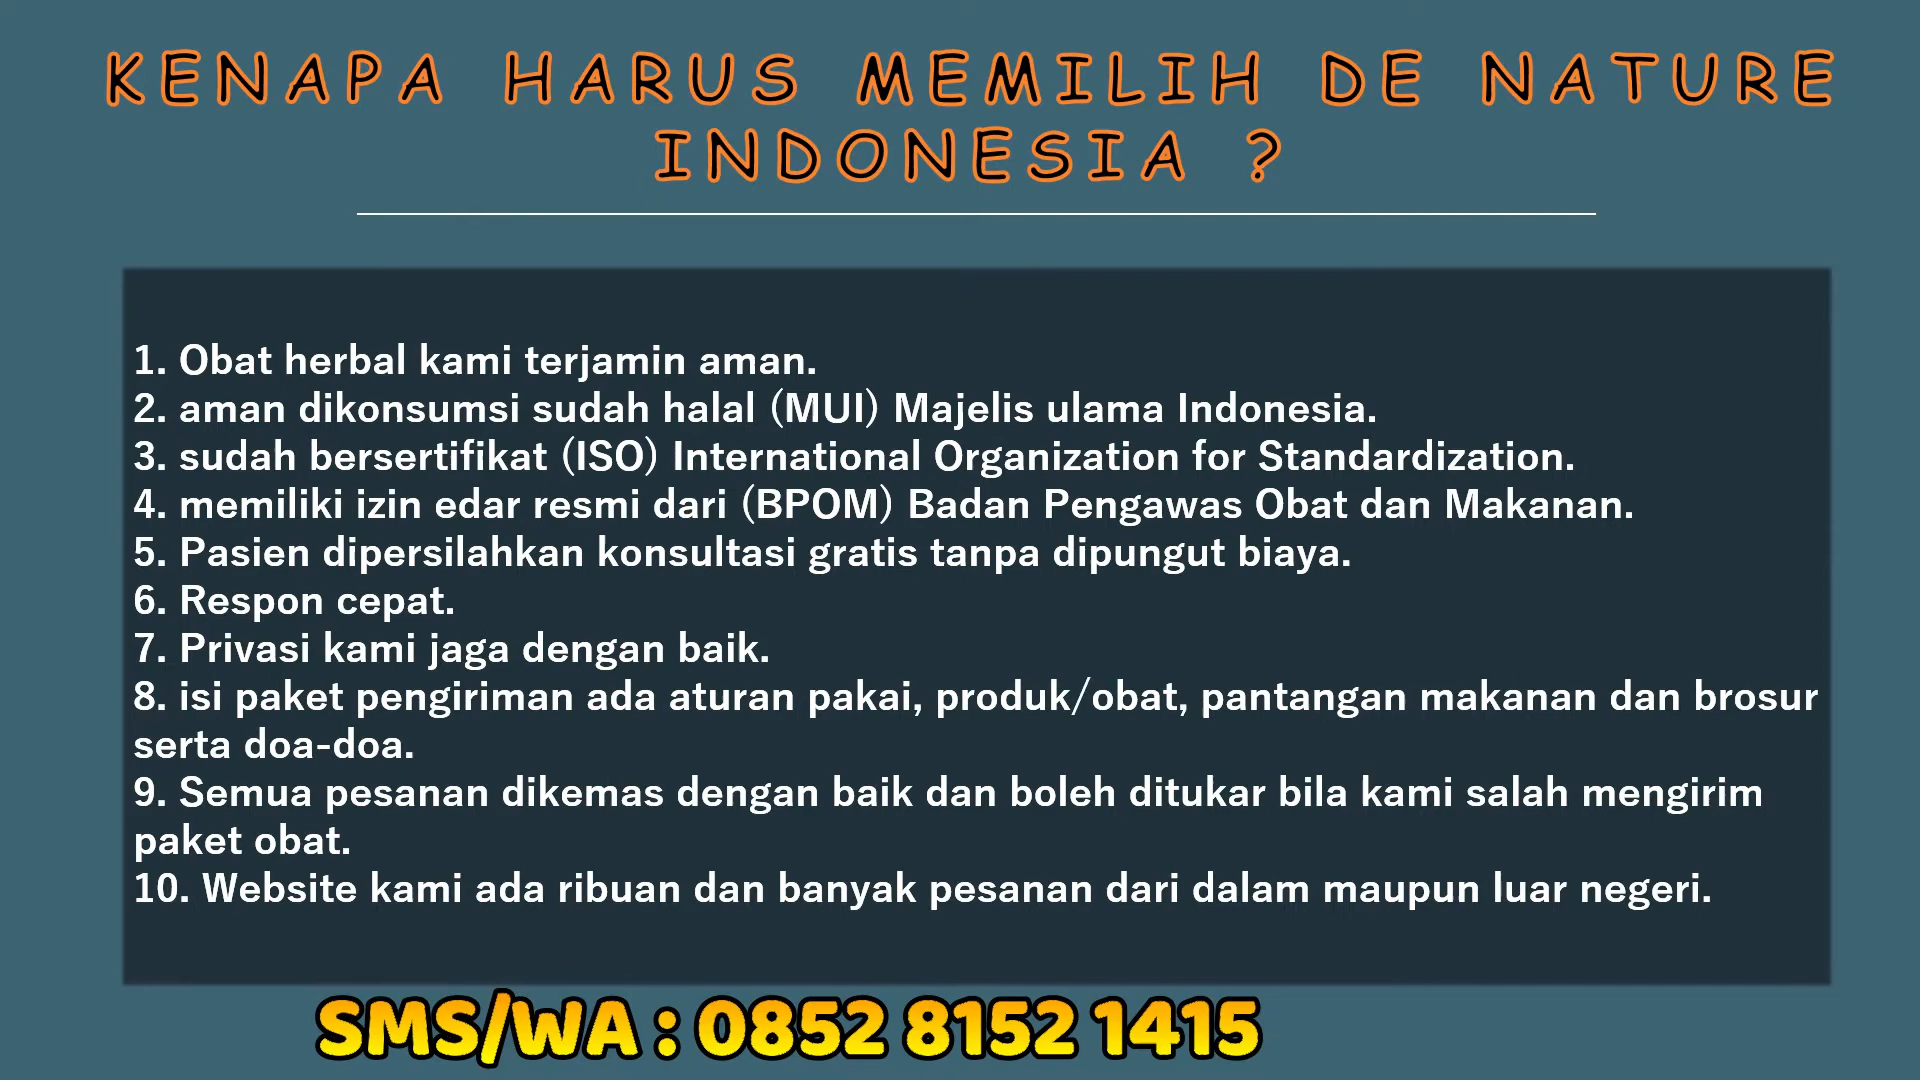 KENAPA HARUS MEMILIH DE NATURE
INDONESIA ?
1. Obat herbal kami terjamin aman.
2. aman dikonsumsi sudah halal (MUI) Majelis ulama Indonesia.
3. sudah bersertifikat (ISO) International Organization for Standardization.
4. memiliki izin edar resmi dari (BPOM) Badan Pengawas Obat dan Makanan.
5. Pasien dipersilahkan konsultasi gratis tanpa dipungut biaya.
6. Respon cepat.
7. Privasi kami jaga dengan baik.
8. isi paket pengiriman ada aturan pakai, produk/obat, pantangan makanan dan brosur
serta doa-doa.
9. Semua pesanan dikemas dengan baik dan boleh ditukar bila kami salah mengirim
paket obat.
10. Website kami ada ribuan dan banyak pesanan dari dalam maupun luar negeri.
SMS/WA : 0852 8152 1415